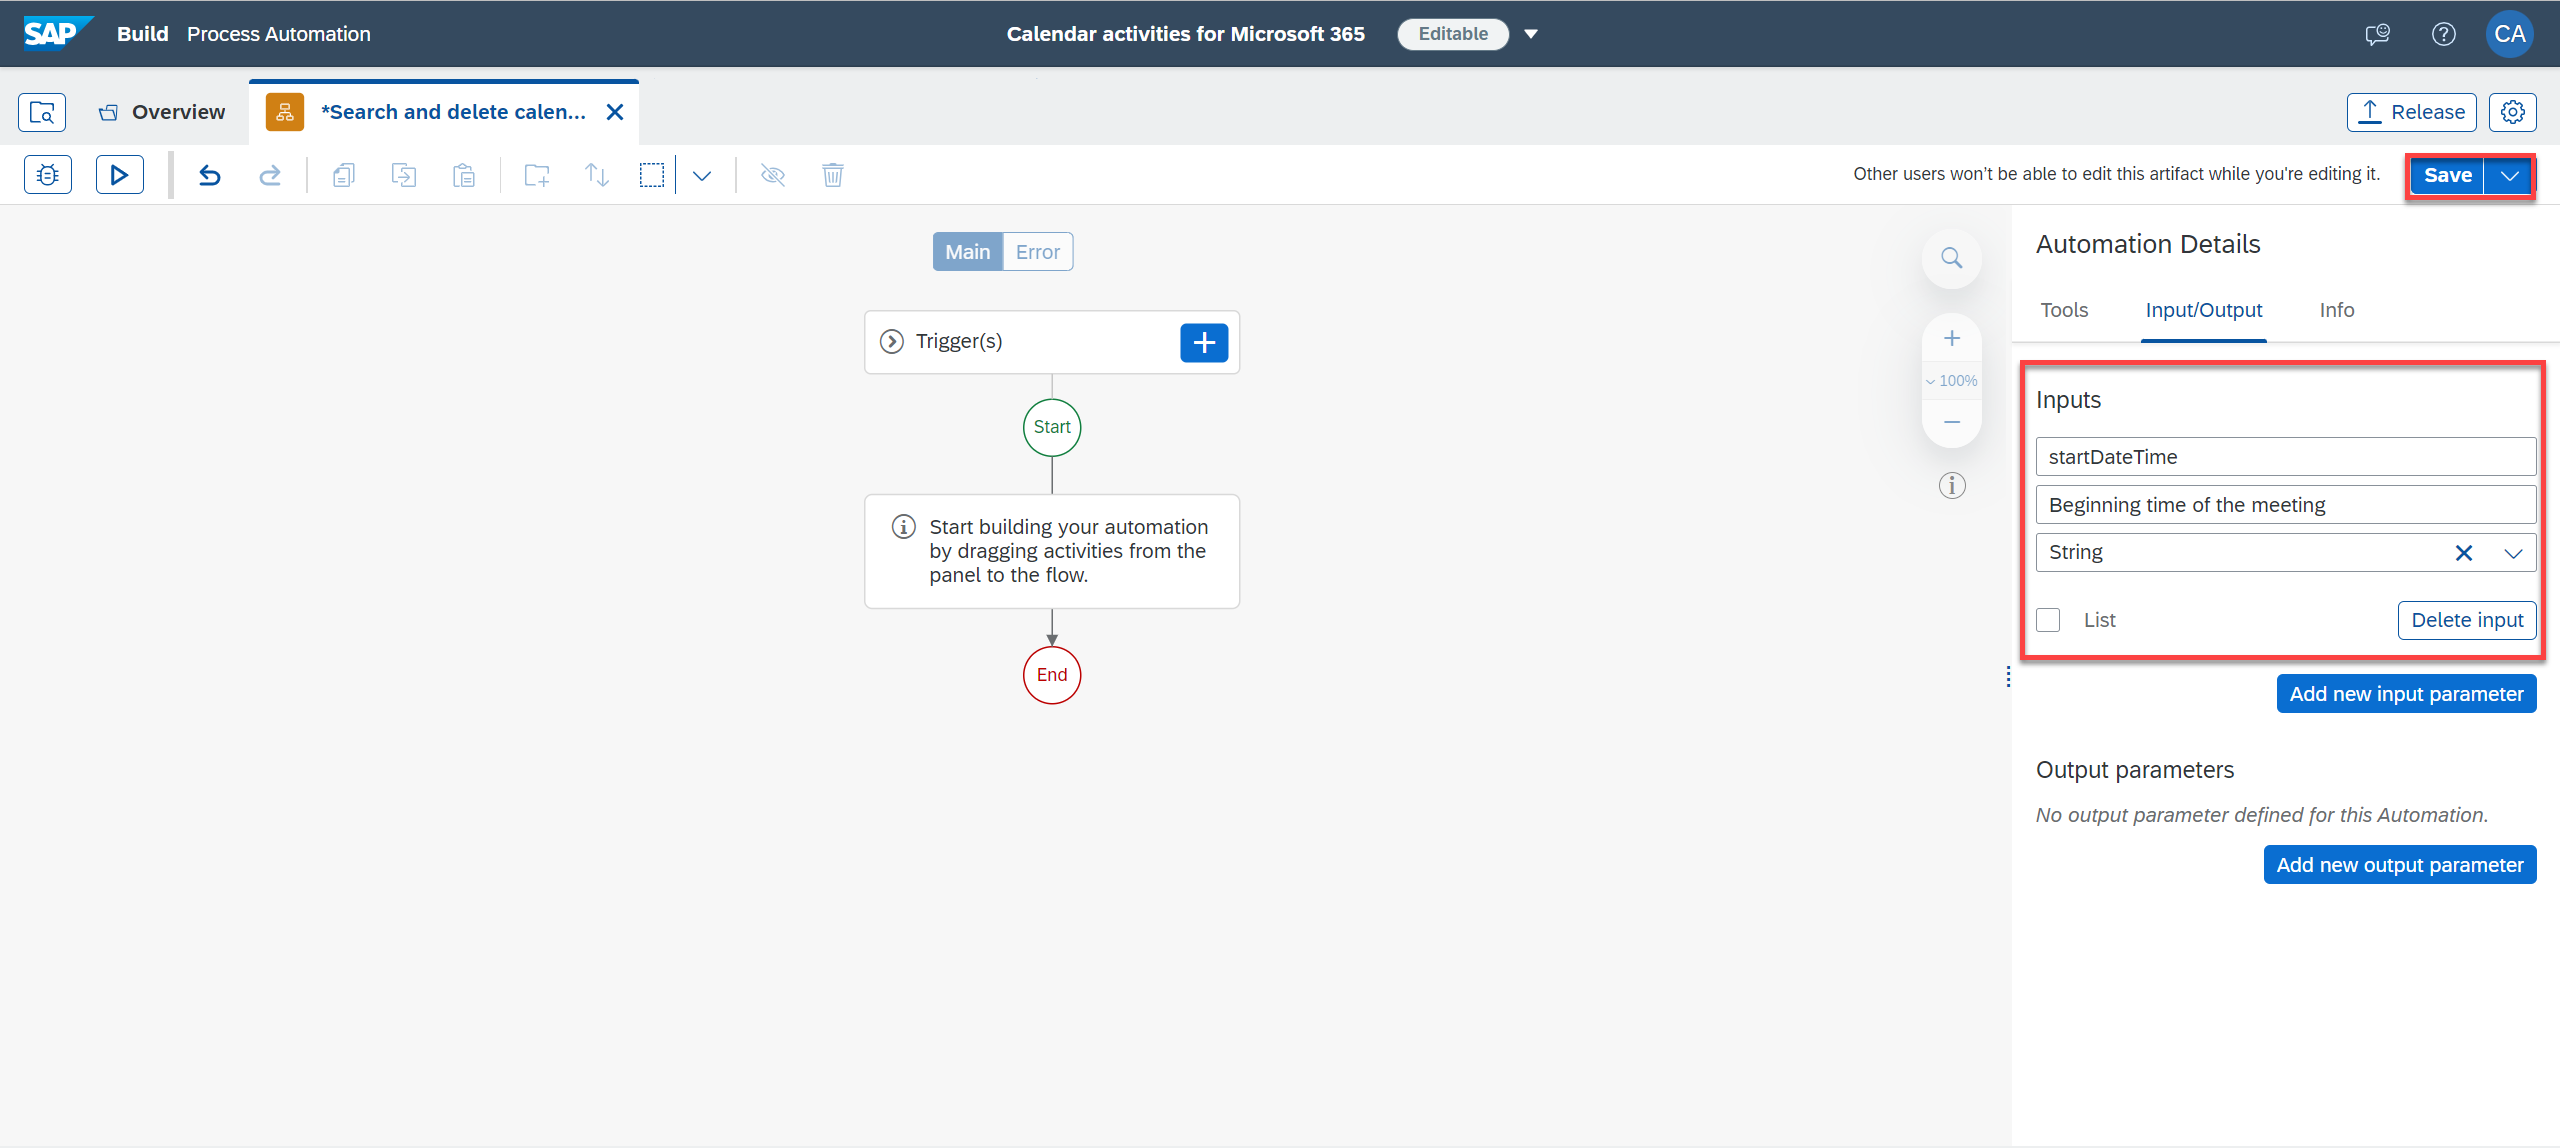 SAP Build Process Automation
Calendar activities for Microsoft 365 Editable
CA
Overview
*Search and delete calen...
Release
Other users won't be able to edit this artifact while you're editing it.
Save
Main Error
Trigger(s)
Start
Start building your automation
by dragging activities from the
panel to the flow.
End
100%
Automation Details
Tools Input/Output Info
Inputs
startDateTime
Beginning time of the meeting
String
List Delete input
Add new input parameter
Output parameters
No output parameter defined for this Automation.
Add new output parameter